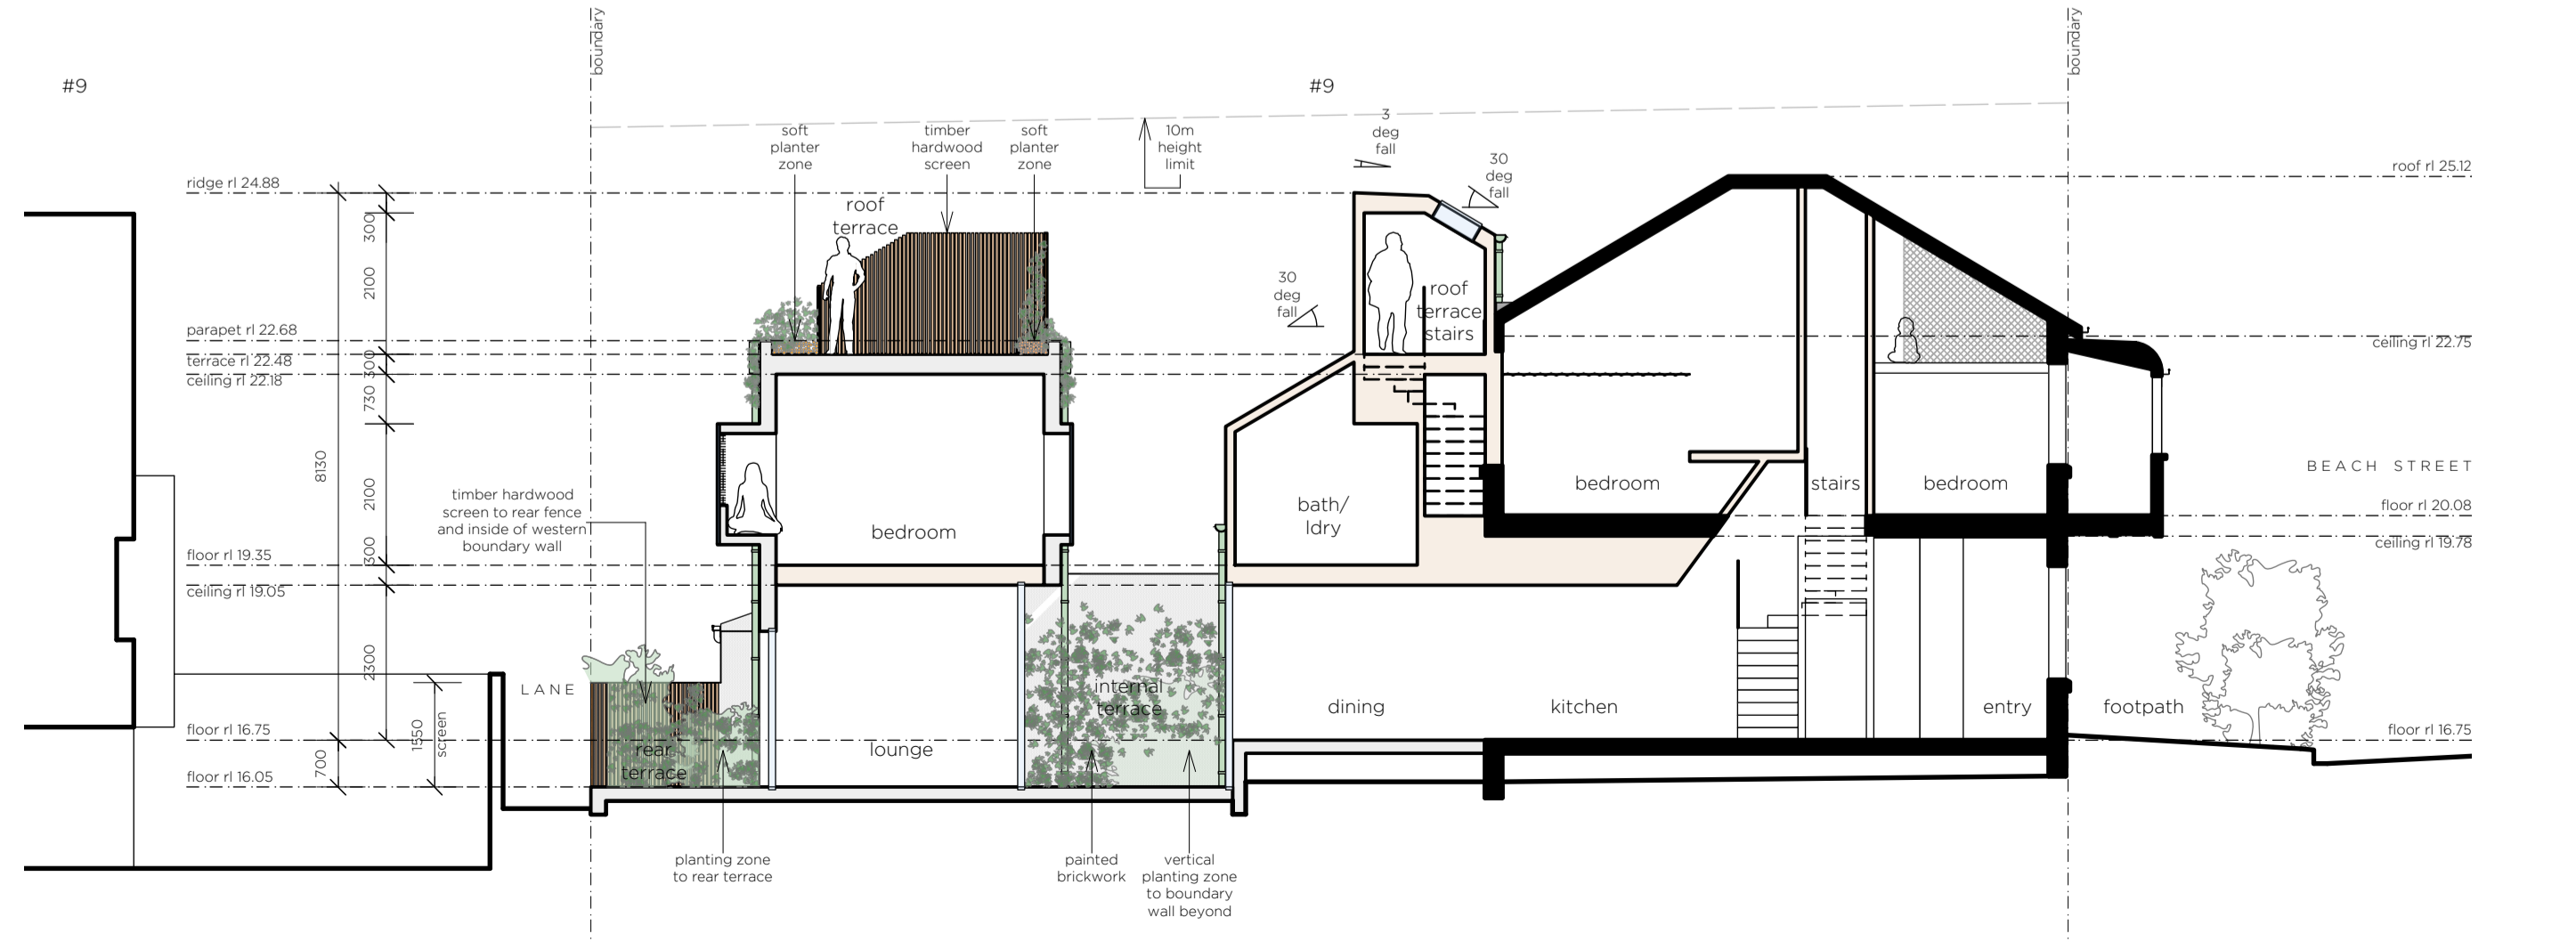 boundary
boundary
#9
#9
soft
planter
zone
timber
hardwood
screen
soft
planter
zone
10m
height
limit
3
deg
fall
30
deg
fall
ridge rl 24.88
roof rl 25.12
roof
terrace
300
2100
30
deg
fall
roof
terrace
stairs
parapet rl 22.68
terrace rl 22.48
ceiling rl 22.18
ceiling rl 22.75
300
730
8130
2100
timber hardwood
screen to rear fence
and inside of western
boundary wall
bedroom
bath/
ldry
bedroom
stairs
bedroom
BEACH STREET
floor rl 20.08
ceiling rl 19.78
floor rl 19.35
ceiling rl 19.05
300
2300
LANE
1550
screen
internal
terrace
dining
kitchen
entry
footpath
floor rl 16.75
floor rl 16.75
rear
terrace
lounge
700
floor rl 16.05
planting zone
to rear terrace
painted
brickwork
vertical
planting zone
to boundary
wall beyond